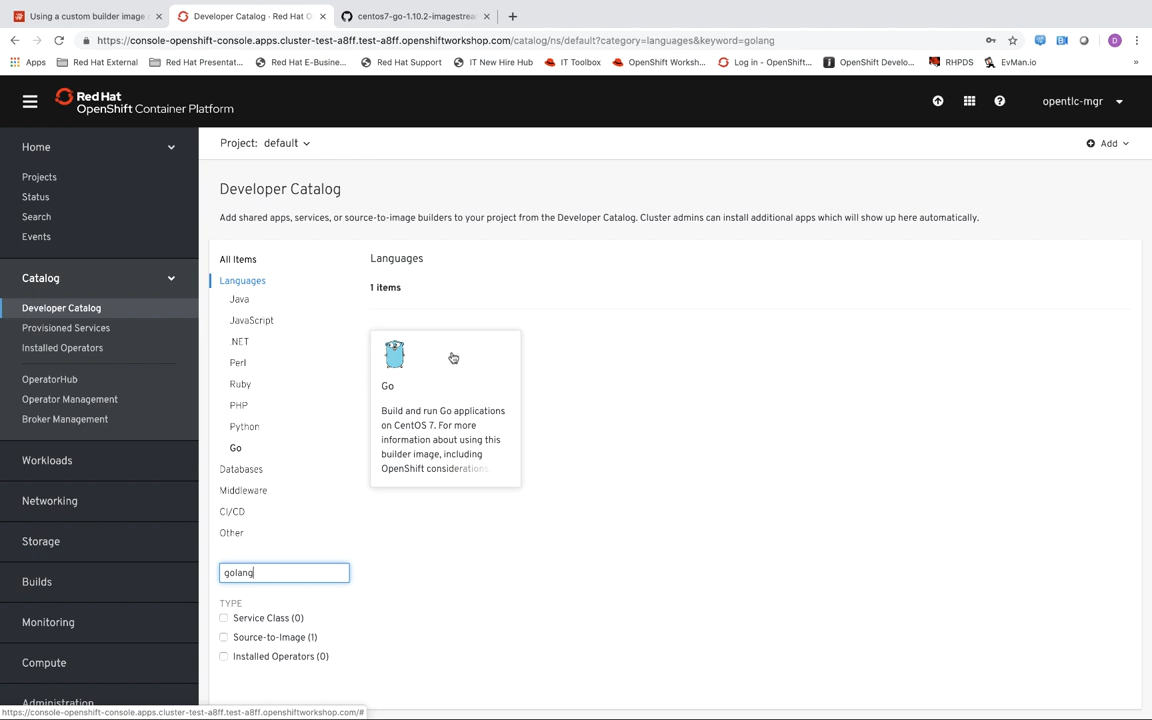 Using a custom builder image
Developer Catalog · Red Hat O
centos7-go-1.10.2-imagestrea
https://console-openshift-console.apps.cluster-test-a8ff.test-a8ff.openshiftworkshop.com/catalog/ns/default?category=languages&keyword=golang
D
Apps
Red Hat External
Red Hat Presentat...
Red Hat E-Busine...
Red Hat Support
IT New Hire Hub
IT Toolbox
OpenShift Worksh...
Log in - OpenShift...
OpenShift Develo...
RHPDS
EvMan.io
»
Red Hat
OpenShift Container Platform
opentlc-mgr
Home
Projects
Status
Search
Events
Catalog
Developer Catalog
Provisioned Services
Installed Operators
OperatorHub
Operator Management
Broker Management
Workloads
Networking
Storage
Builds
Monitoring
Compute
Administration
Project: default
Add
Developer Catalog
Add shared apps, services, or source-to-image builders to your project from the Developer Catalog. Cluster admins can install additional apps which will show up here automatically.
All Items
Languages
Java
JavaScript
.NET
Perl
Ruby
PHP
Python
Go
Databases
Middleware
CI/CD
Other
golang
TYPE
Service Class (0)
Source-to-Image (1)
Installed Operators (0)
Languages
1 items
Go
Build and run Go applications
on CentOS 7. For more
information about using this
builder image, including
OpenShift considerations
https://console-openshift-console.apps.cluster-test-a8ff.test-a8ff.openshiftworkshop.com/#